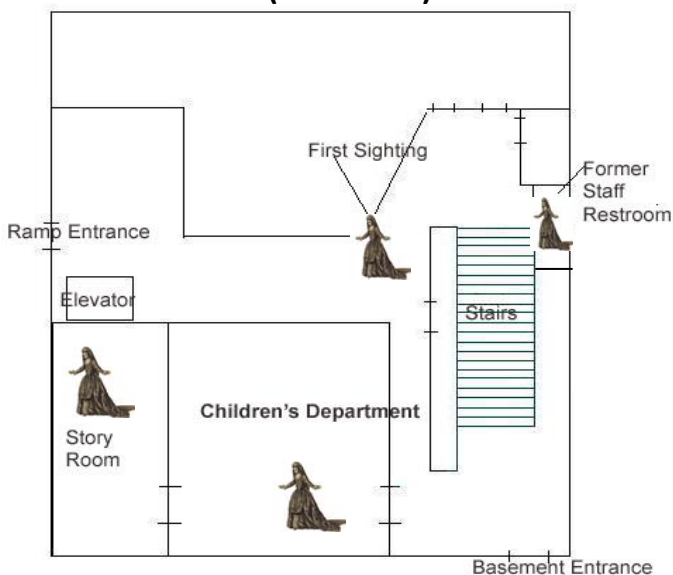 First Sighting
Former
Staff
Restroom
Ramp Entrance
Elevator
Stairs
Children's Department
Story
Room
Basement Entrance